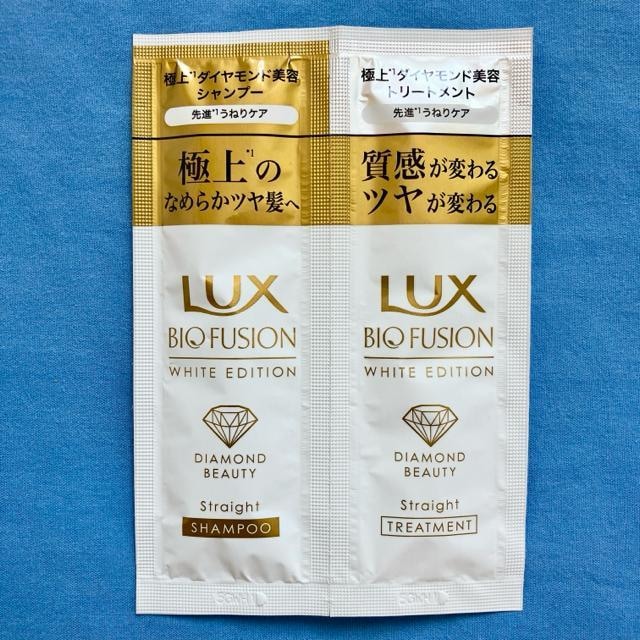 極上*1ダイヤモンド美容
シャンプー
先進*1うねりケア
極上*1の
なめらかツヤ髪へ
LUX
BIO FUSION
WHITE EDITION
DIAMOND
BEAUTY
Straight
SHAMPOO
極上*1ダイヤモンド美容
トリートメント
先進*1うねりケア
質感が変わる
ツヤが変わる
LUX
BIO FUSION
WHITE EDITION
DIAMOND
BEAUTY
Straight
TREATMENT